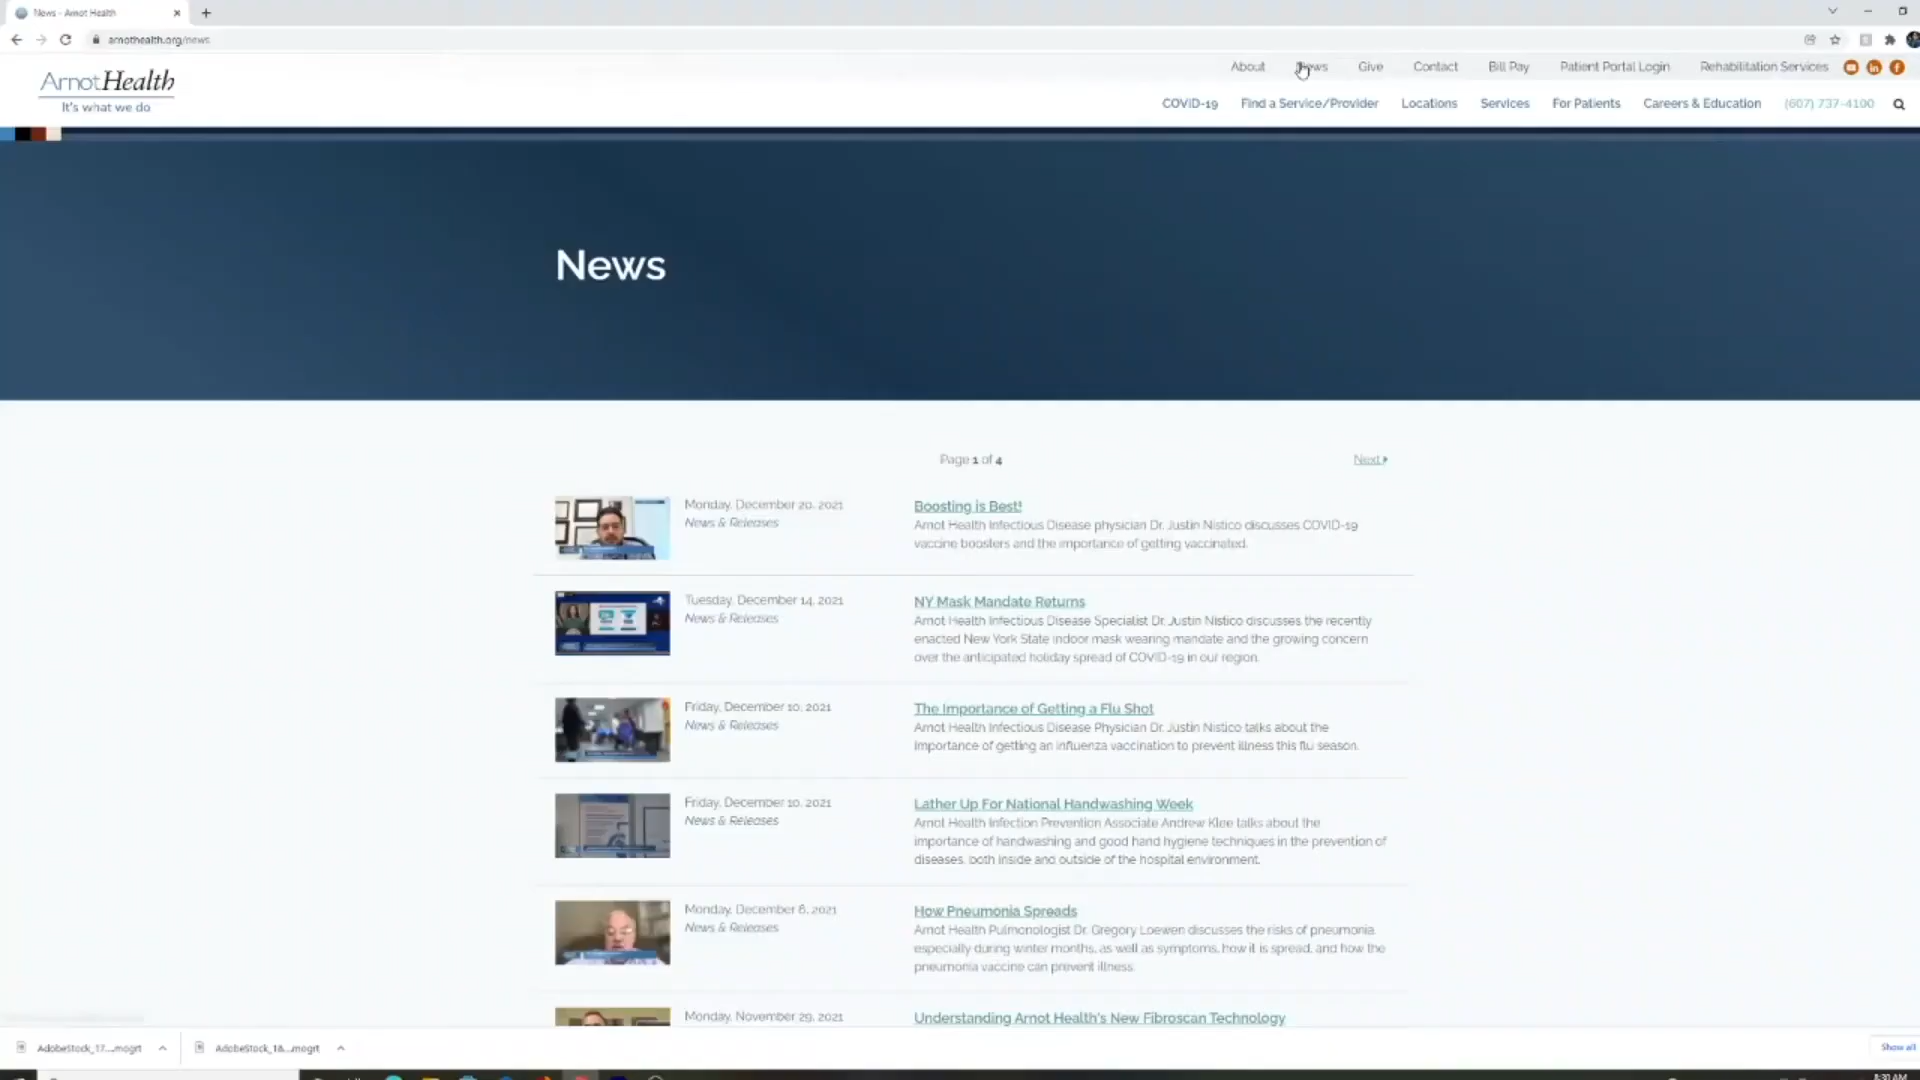 News - Arnot Health
arnothealth.org/news
ArnotHealth
It's what we do
About News Give Contact Bill Pay Patient Portal Login Rehabilitation Services
COVID-19 Find a Service/Provider Locations Services For Patients Careers & Education (607) 737-4100
News
Page 1 of 4
Next
Monday, December 20, 2021
News & Releases
Boosting is Best!
Arnot Health Infectious Disease physician Dr. Justin Nistico discusses COVID-19
vaccine boosters and the importance of getting vaccinated.
Tuesday, December 14, 2021
News & Releases
NY Mask Mandate Returns
Arnot Health Infectious Disease Specialist Dr. Justin Nistico discusses the recently
enacted New York State indoor mask wearing mandate and the growing concern
over the anticipated holiday spread of COVID-19 in our region.
Friday, December 10, 2021
News & Releases
The Importance of Getting a Flu Shot
Arnot Health Infectious Disease Physician Dr. Justin Nistico talks about the
importance of getting an influenza vaccination to prevent illness this flu season.
Friday, December 10, 2021
News & Releases
Lather Up For National Handwashing Week
Arnot Health Infection Prevention Associate Andrew Klee talks about the
importance of handwashing and good hand hygiene techniques in the prevention of
diseases, both inside and outside of the hospital environment.
Monday, December 6, 2021
News & Releases
How Pneumonia Spreads
Arnot Health Pulmonologist Dr. Gregory Loewen discusses the risks of pneumonia,
especially during winter months, as well as symptoms, how it is spread, and how the
pneumonia vaccine can prevent illness.
Monday, November 29, 2021
Understanding Arnot Health's New Fibroscan Technology
AdobeStock_17....mogrt
AdobeStock_18....mogrt
Show all
8:30 AM